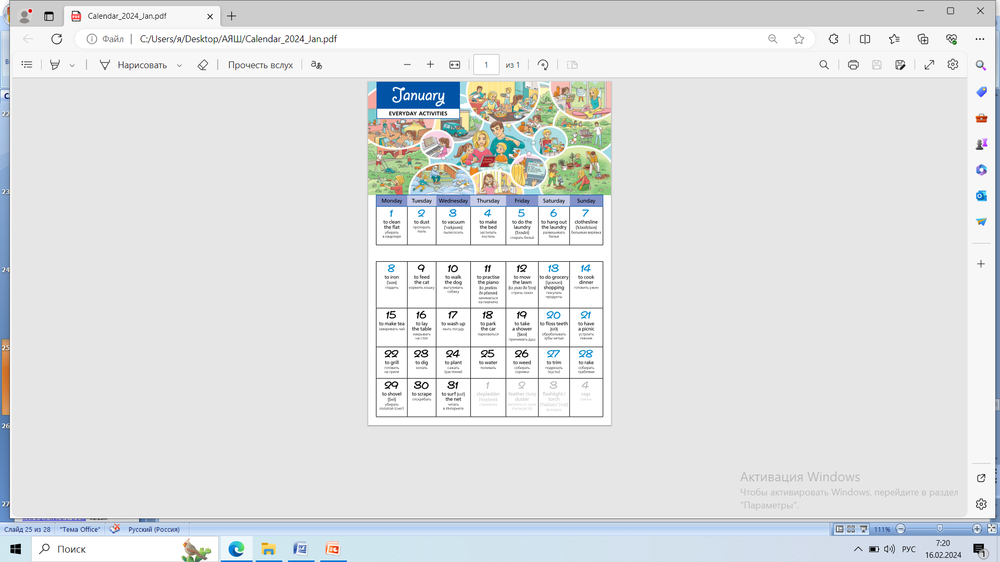 Calendar_2024_Jan.pdf
Файл
C:/Users/я/Desktop/АЯШ/Calendar_2024_Jan.pdf
Нарисовать
Прочесть вслух
1
из 1
January
EVERYDAY ACTIVITIES
Monthly
planner
Monday Tuesday Wednesday Thursday Friday Saturday Sunday
1
to clean
the flat
убирать
в квартире
2
to dust
протирать
пыль
3
to vacuum
[ˈvækjuəm]
пылесосить
4
to make
the bed
застилать
постель
5
to do the
laundry
[ˈlɔːndri]
стирать бельё
6
to hang out
the laundry
развешивать
бельё
7
clothesline
[ˈkləʊðzlaɪn]
бельевая верёвка
8
to iron
[ˈaɪən]
гладить
9
to feed
the cat
кормить кошку
10
to walk
the dog
выгуливать
собаку
11
to practise
the piano
[tə ˌpræktɪs
ðə pɪˈænəʊ]
заниматься
на пианино
12
to mow
the lawn
[tə ˌməʊ ðə ˈlɔːn]
стричь газон
13
to do grocery
[ˈɡrəʊsəri]
shopping
покупать
продукты
14
to cook
dinner
готовить ужин
15
to make tea
заваривать чай
16
to lay
the table
накрывать
на стол
17
to wash up
мыть посуду
18
to park
the car
парковаться
19
to take
a shower
[ˈʃaʊə]
принимать душ
20
to floss teeth
[tiːθ]
обрабатывать
зубы нитью
21
to have
a picnic
устроить
пикник
22
to grill
готовить
на гриле
23
to dig
копать
24
to plant
сажать
(растения)
25
to water
поливать
26
to weed
собирать
сорняки
27
to trim
подрезать
(кусты)
28
to rake
собирать
граблями
29
to shovel
[ˈʃʌvl]
убирать
лопатой (снег)
30
to scrape
отскребать
31
to surf [sɜːf]
the net
читать
в Интернете
1
stepladder
[ˈstepˌlædə]
стремянка
2
feather [ˈfeðə]
duster
метёлка от пыли
(пипидастр)
3
flashlight /
torch
[ˈflæʃlaɪt] / [ˈtɔːtʃ]
фонарик
4
rags
тряпки
Активация Windows
Чтобы активировать Windows, перейдите в раздел
"Параметры".
22
23
24
25
26
27
Слайд 25 из 28
"Тема Office"
Русский (Россия)
111%
Поиск
РУС
7:20
16.02.2024
1